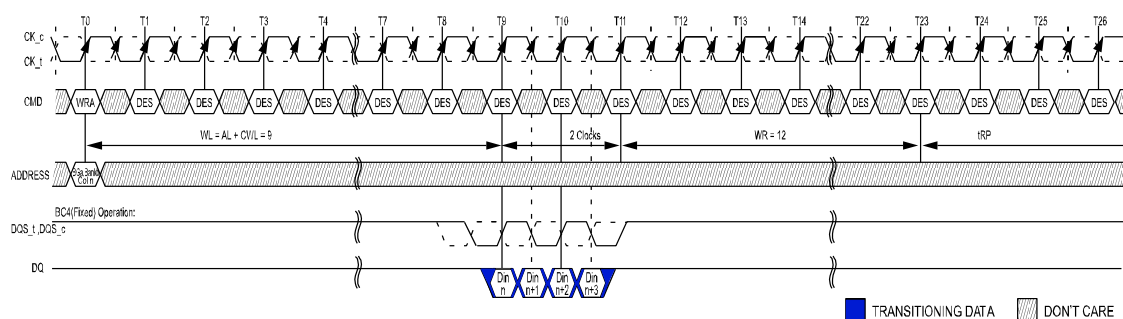 T0 T1 T2 T3 T4 T7 T8 T9 T10 T11 T12 T13 T14 T22 T23 T24 T25 T26
CK_c
CK_t
CMD WRA DES DES DES DES DES DES DES DES DES DES DES DES DES DES DES DES DES
WL = AL + CWL = 9 2 Clocks WR = 12 tRP
ADDRESS BGa,Bankb Col n
BC4(Fixed) Operation:
DQS_t ,DQS_c
DQ Din n Din n+1 Din n+2 Din n+3
TRANSITIONING DATA DON'T CARE